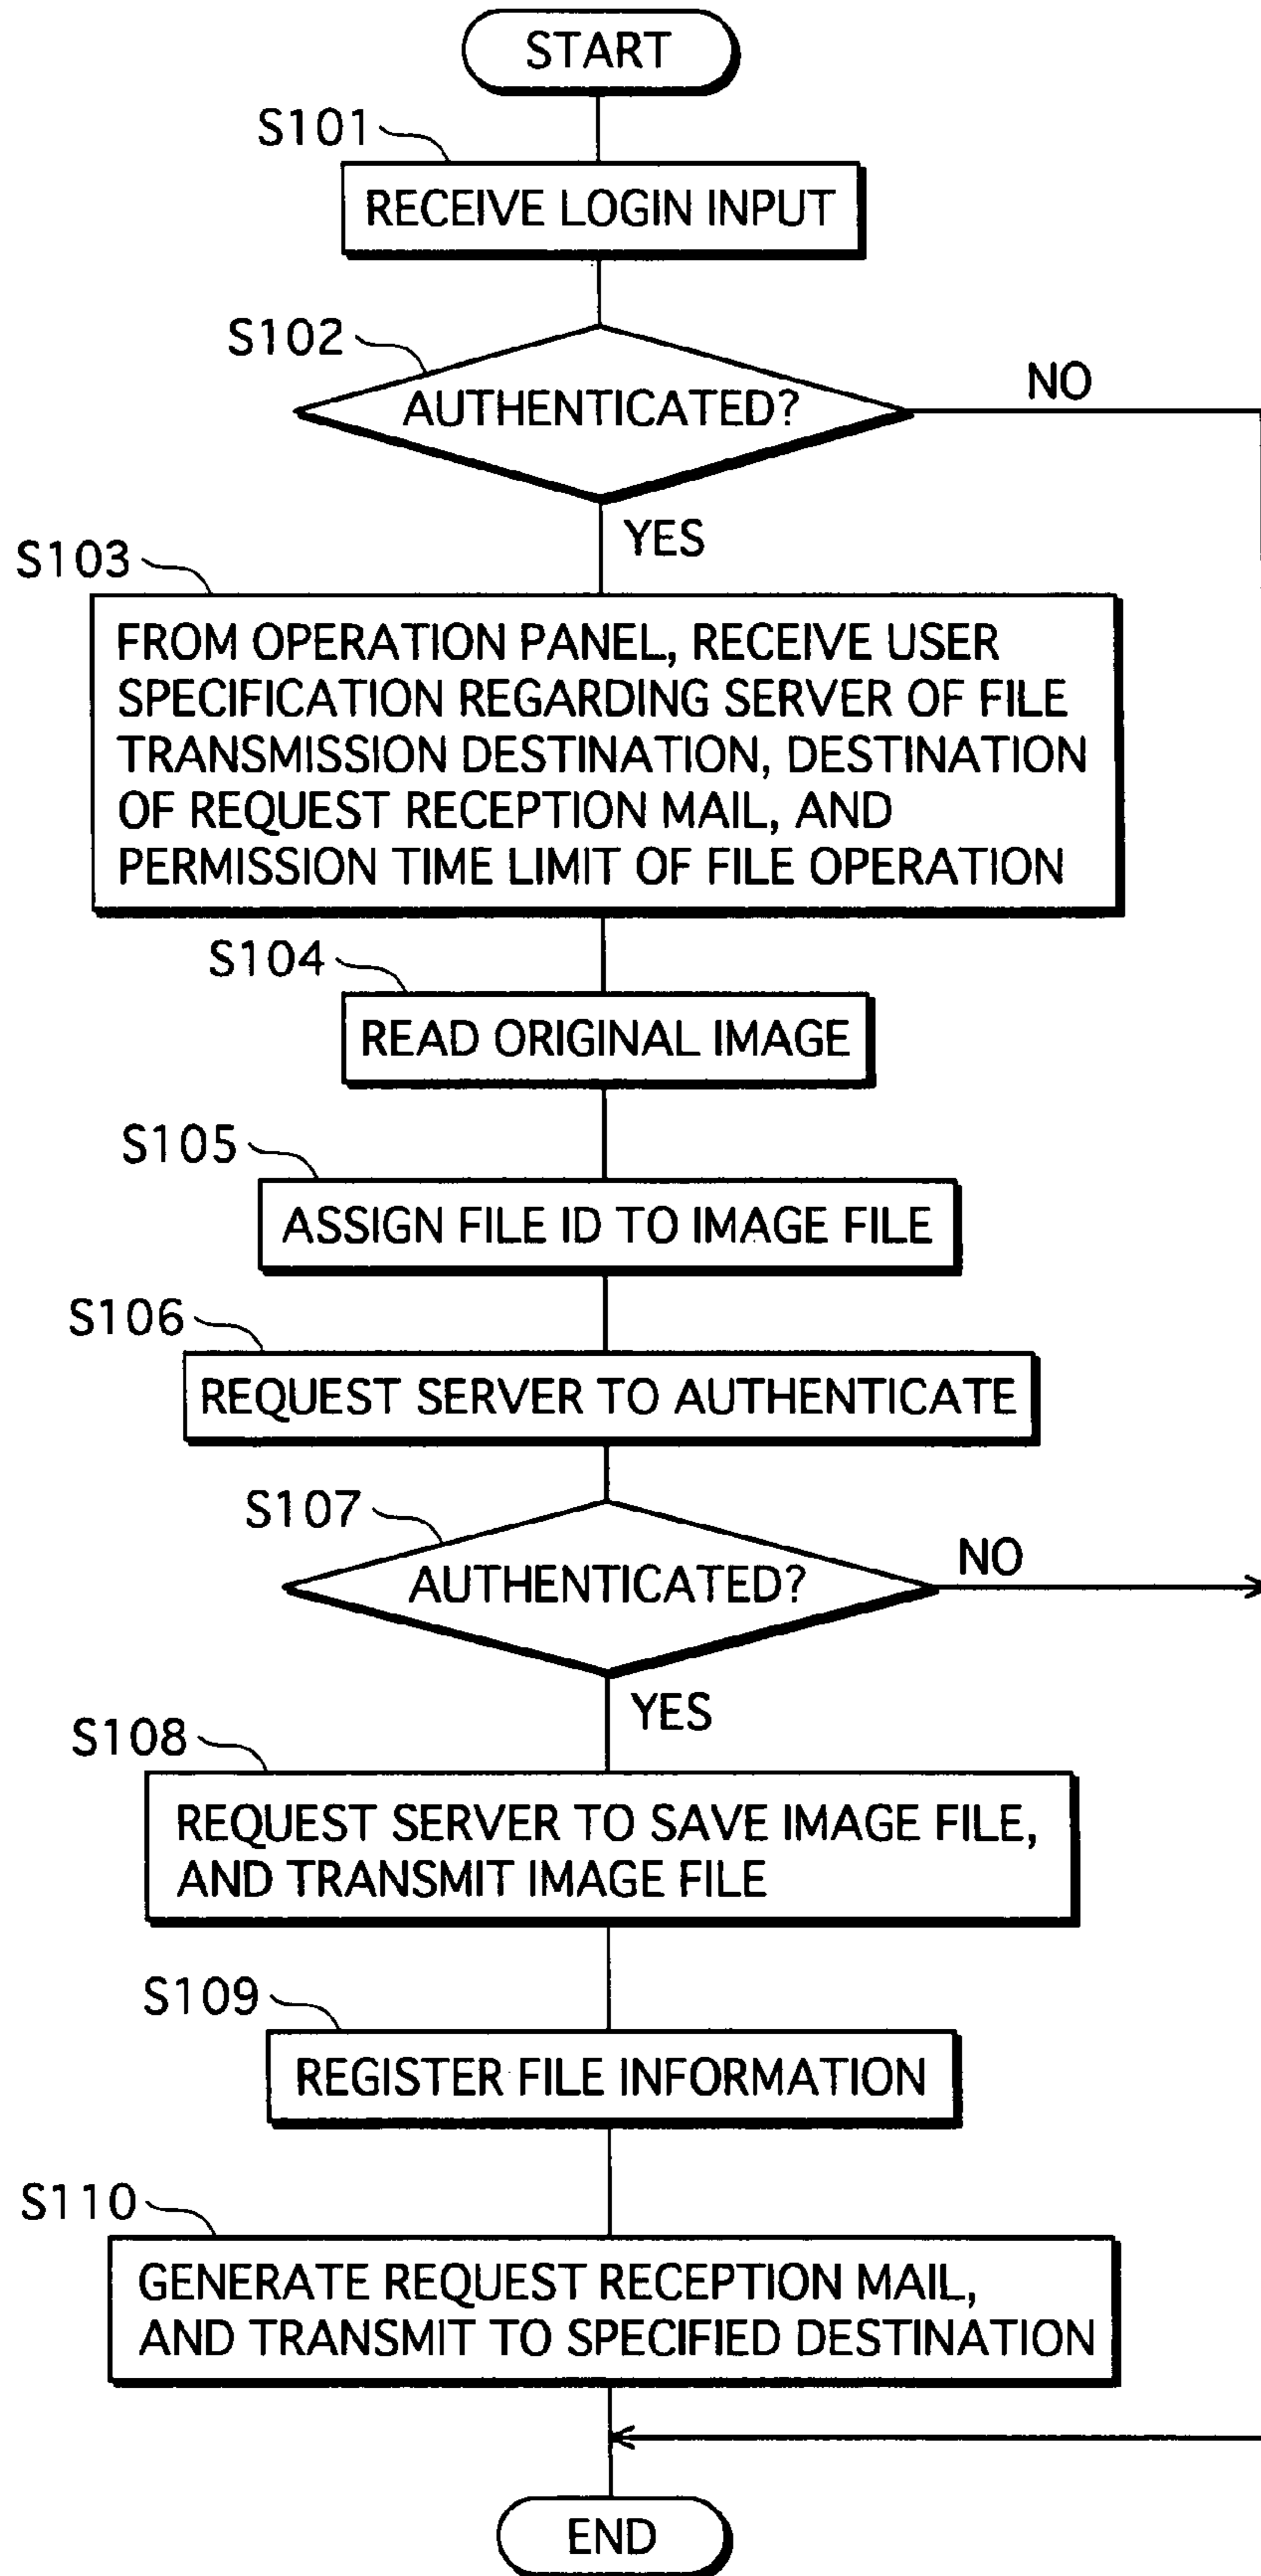 START
S101
RECEIVE LOGIN INPUT
S102
AUTHENTICATED?
NO
YES
S103
FROM OPERATION PANEL, RECEIVE USER
SPECIFICATION REGARDING SERVER OF FILE
TRANSMISSION DESTINATION, DESTINATION
OF REQUEST RECEPTION MAIL, AND
PERMISSION TIME LIMIT OF FILE OPERATION
S104
READ ORIGINAL IMAGE
S105
ASSIGN FILE ID TO IMAGE FILE
S106
REQUEST SERVER TO AUTHENTICATE
S107
AUTHENTICATED?
NO
YES
S108
REQUEST SERVER TO SAVE IMAGE FILE,
AND TRANSMIT IMAGE FILE
S109
REGISTER FILE INFORMATION
S110
GENERATE REQUEST RECEPTION MAIL,
AND TRANSMIT TO SPECIFIED DESTINATION
END